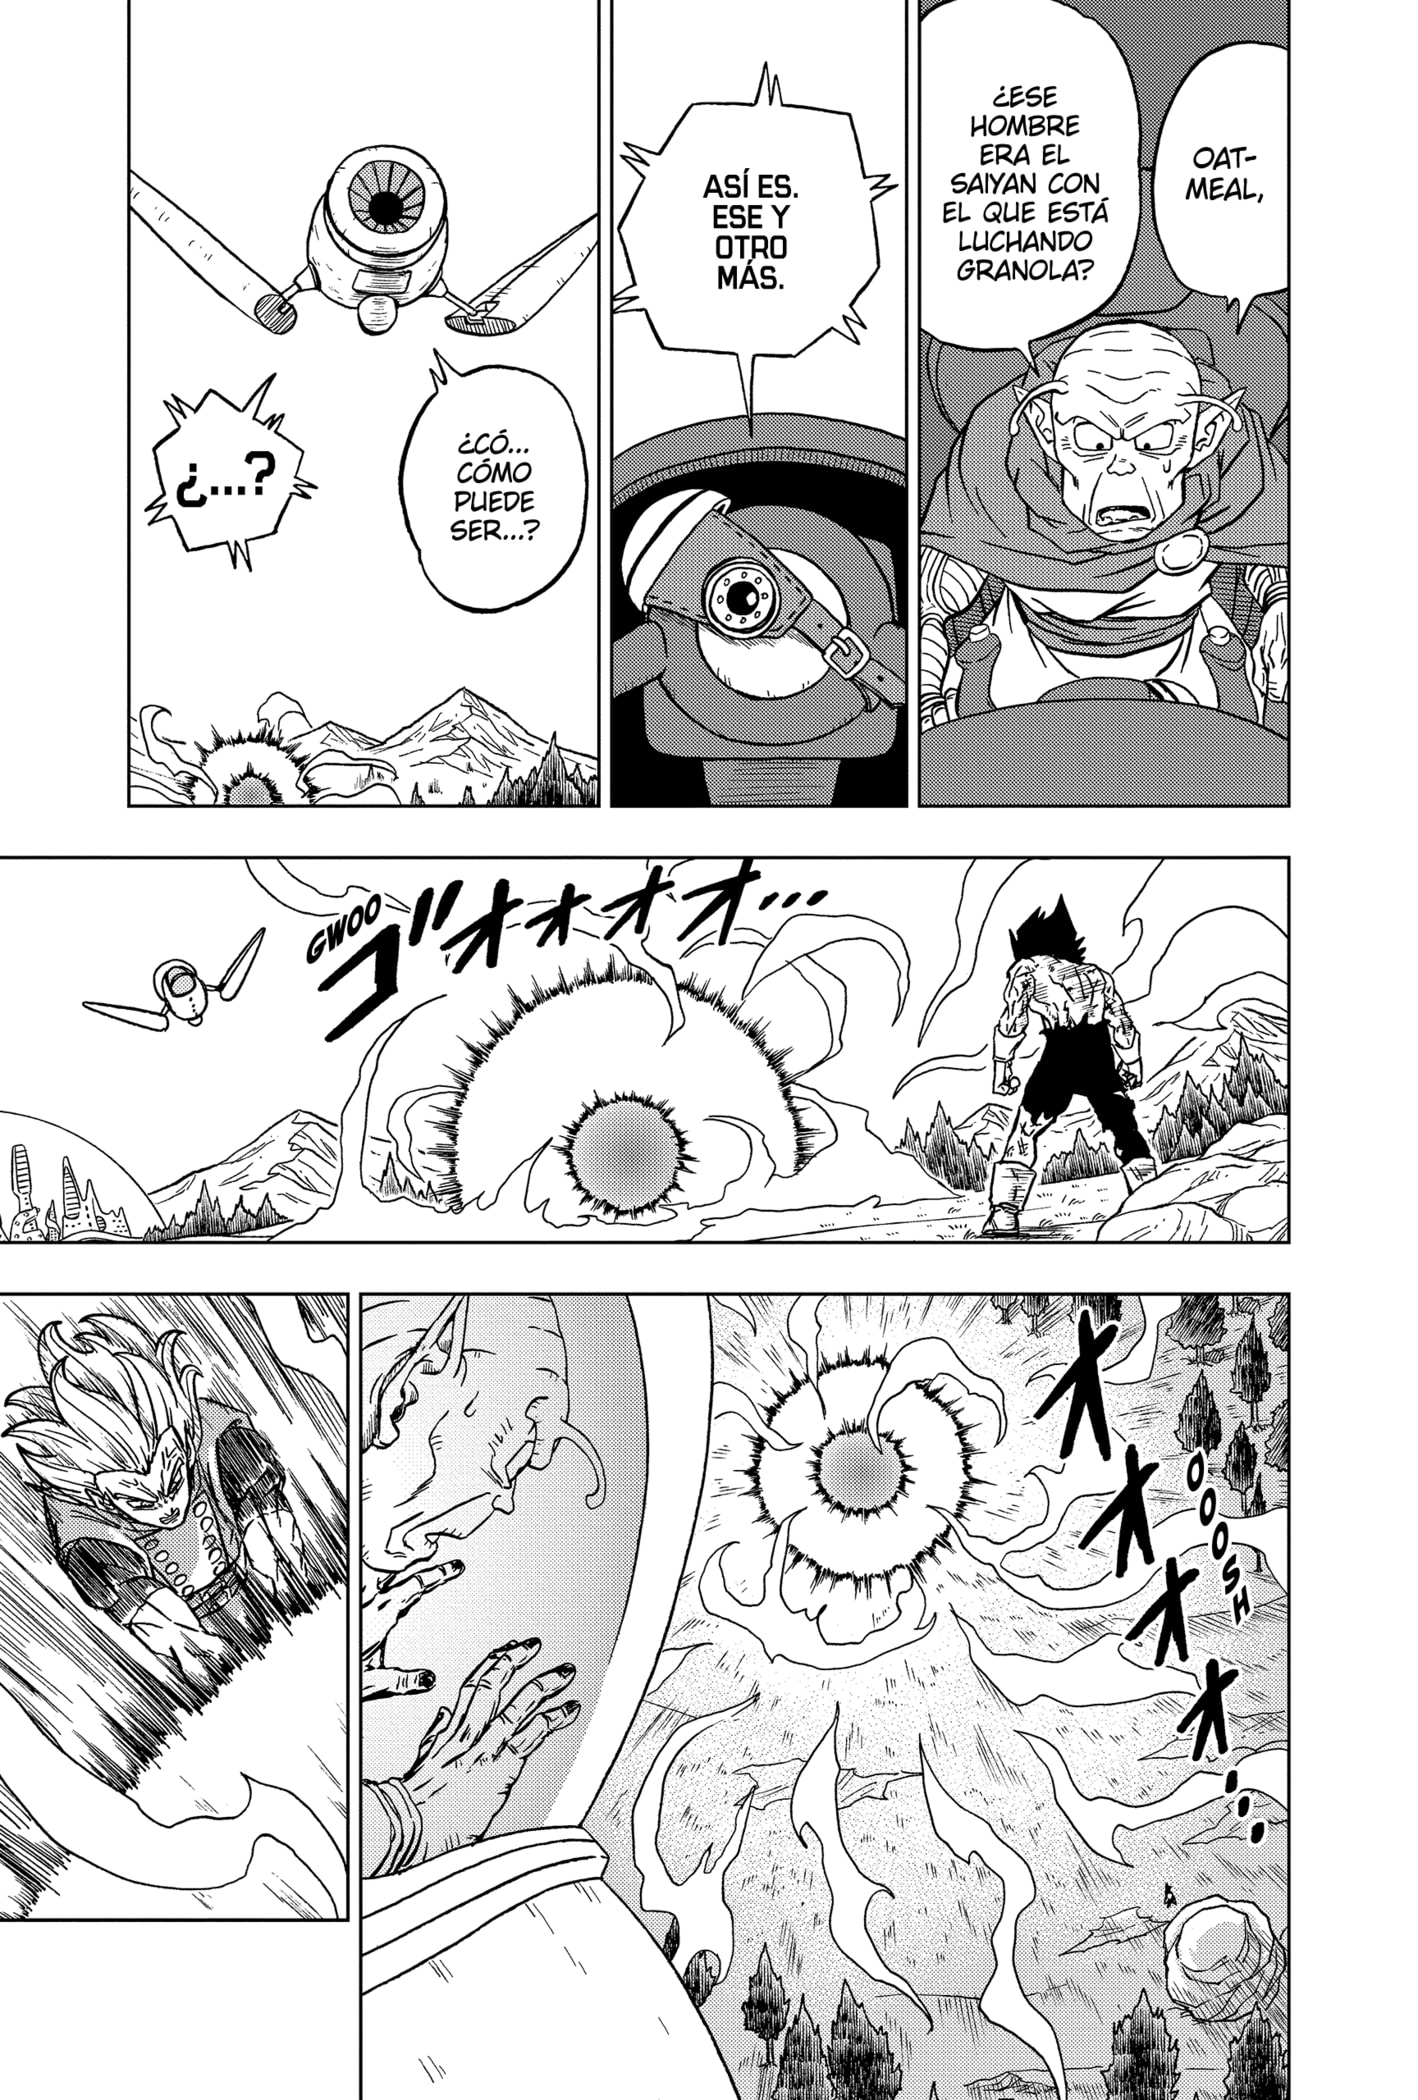 OAT-
MEAL,
¿ESE
HOMBRE
ERA EL
SAIYAN CON
EL QUE ESTÁ
LUCHANDO
GRANOLA?
ASÍ ES.
ESE Y
OTRO
MÁS.
¿CÓ...
CÓMO
PUEDE
SER...?
¿...?
GWOO
ゴオオオオ...
オオオオ...
OOOSH